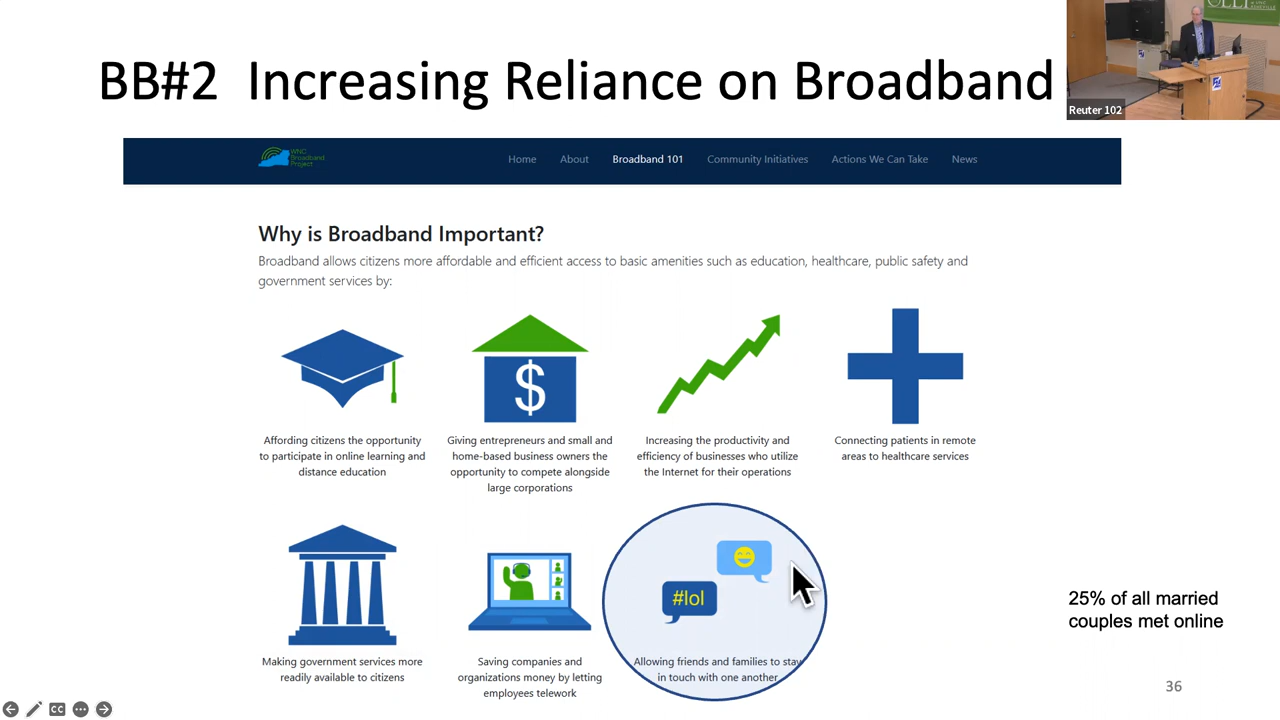 BB#2 Increasing Reliance on Broadband
OLLI
Reuter 102
WNC
Broadband
Project
Home About Broadband 101 Community Initiatives Actions We Can Take News
Why is Broadband Important?
Broadband allows citizens more affordable and efficient access to basic amenities such as education, healthcare, public safety and
government services by:
$
Affording citizens the opportunity
to participate in online learning and
distance education
Giving entrepreneurs and small and
home-based business owners the
opportunity to compete alongside
large corporations
Increasing the productivity and
efficiency of businesses who utilize
the Internet for their operations
Connecting patients in remote
areas to healthcare services
#lol
Making government services more
readily available to citizens
Saving companies and
organizations money by letting
employees telework
Allowing friends and families to stay
in touch with one another
25% of all married
couples met online
36
CC